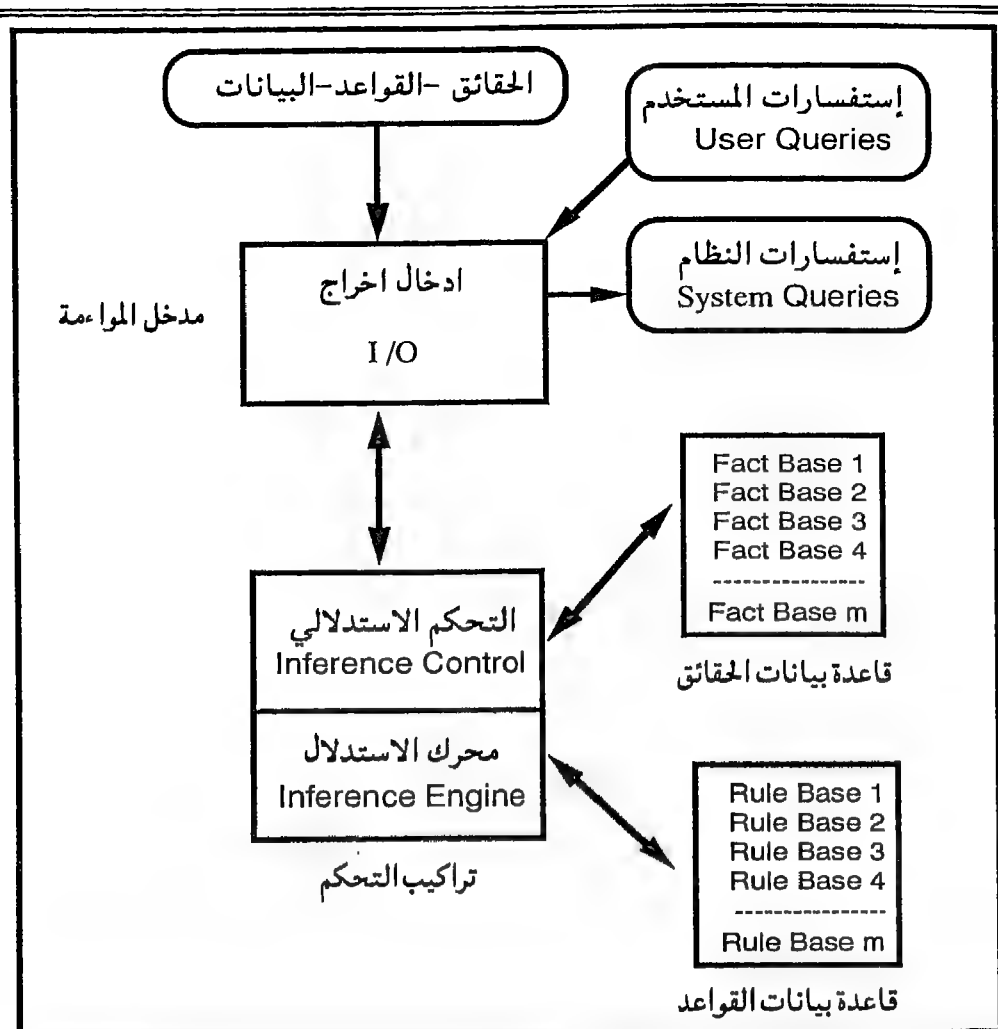 الحقائق -القواعد-البيانات
إستفسارات المستخدم
User Queries
إستفسارات النظام
System Queries
ادخال اخراج
I /O
مدخل المواءمة
Fact Base 1
Fact Base 2
Fact Base 3
Fact Base 4
----------------
Fact Base m
قاعدة بيانات الحقائق
التحكم الاستدلالي
Inference Control
محرك الاستدلال
Inference Engine
تراكيب التحكم
Rule Base 1
Rule Base 2
Rule Base 3
Rule Base 4
----------------
Rule Base m
قاعدة بيانات القواعد